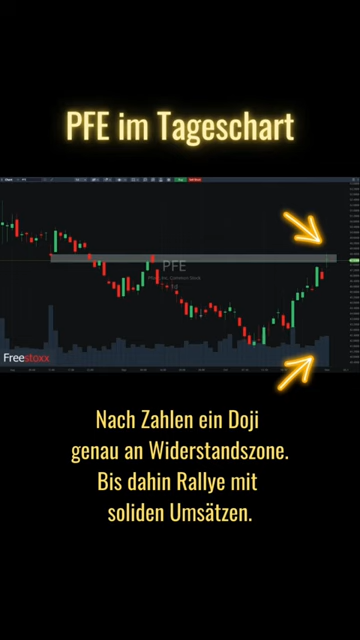 PFE im Tageschart
PFE
Freestoxx
Nach Zahlen ein Doji
genau an Widerstandszone.
Bis dahin Rallye mit
soliden Umsätzen.